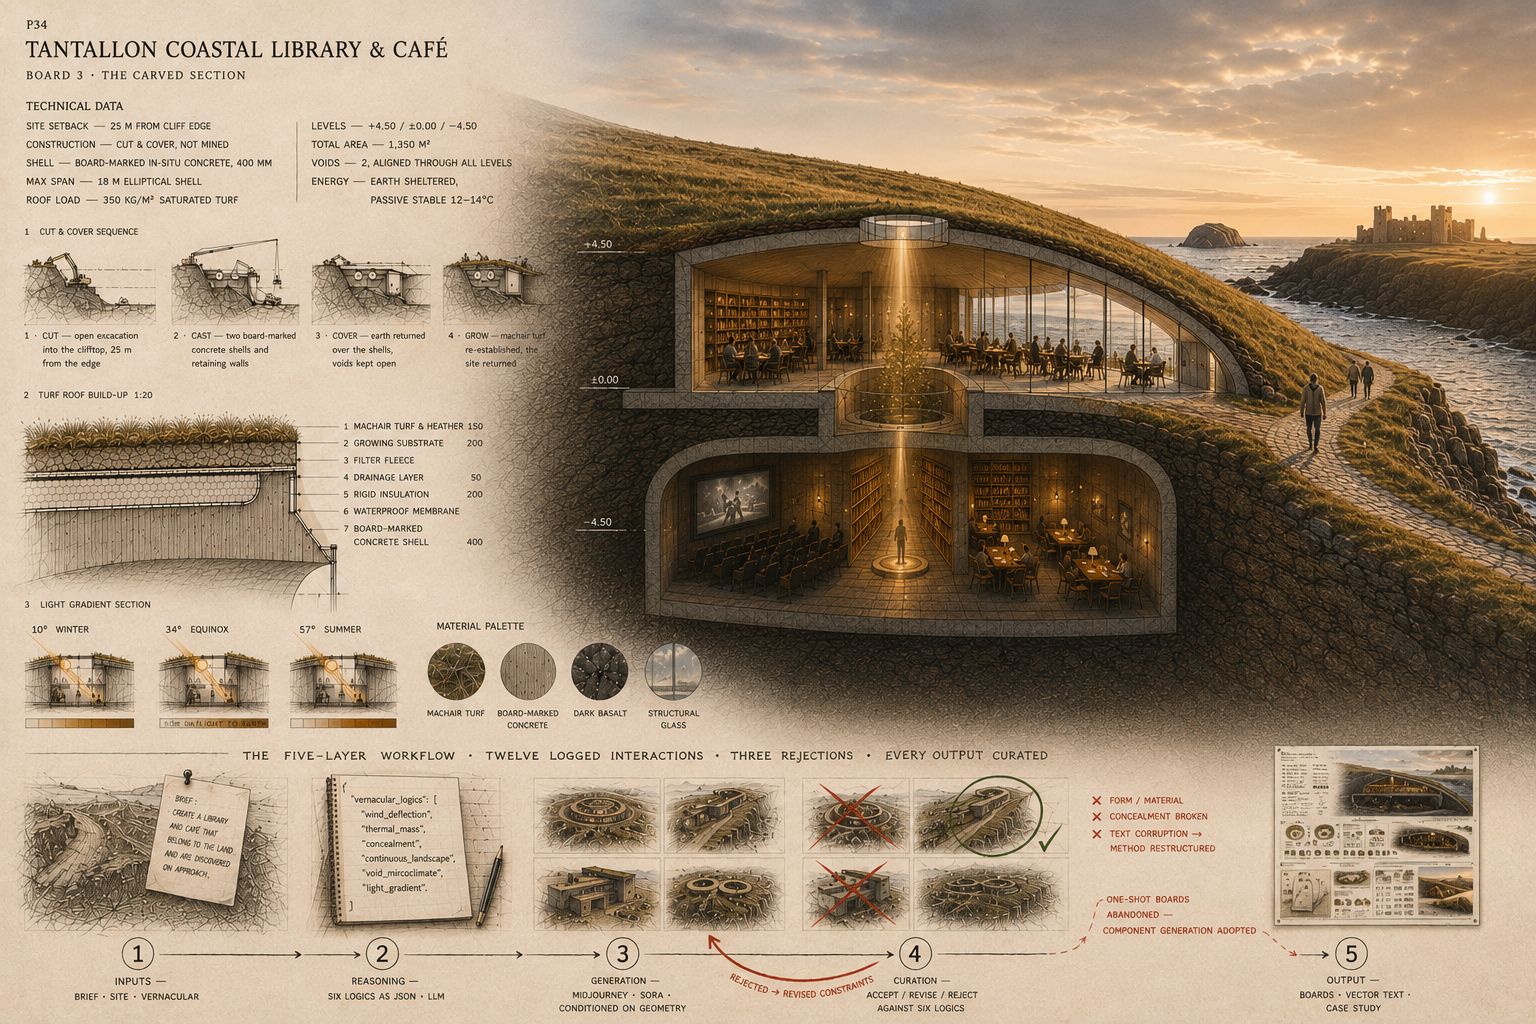 P34
TANTALLON COASTAL LIBRARY & CAFÉ
BOARD 3 · THE CARVED SECTION
TECHNICAL DATA
SITE SETBACK — 25 M FROM CLIFF EDGE
CONSTRUCTION — CUT & COVER, NOT MINED
SHELL — BOARD-MARKED IN-SITU CONCRETE, 400 MM
MAX SPAN — 18 M ELLIPTICAL SHELL
ROOF LOAD — 350 KG/M² SATURATED TURF
LEVELS — +4.50 / ±0.00 / −4.50
TOTAL AREA — 1,350 M²
VOIDS — 2, ALIGNED THROUGH ALL LEVELS
ENERGY — EARTH SHELTERED,
PASSIVE STABLE 12–14°C
1 CUT & COVER SEQUENCE
1 · CUT — open excacation
into the clifftop, 25 m
from the edge
2 · CAST — two board-marked
concrete shells and
retaining walls
3 · COVER — earth returned
over the shells,
voids kept open
4 · GROW — machair turf
re-established, the
site returned
2 TURF ROOF BUILD-UP 1:20
1 MACHAIR TURF & HEATHER 150
2 GROWING SUBSTRATE 200
3 FILTER FLEECE
4 DRAINAGE LAYER 50
5 RIGID INSULATION 200
6 WATERPROOF MEMBRANE
7 BOARD-MARKED
CONCRETE SHELL 400
+4.50
±0.00
−4.50
3 LIGHT GRADIENT SECTION
10° WINTER
34° EQUINOX
57° SUMMER
MATERIAL PALETTE
MACHAIR TURF
BOARD-MARKED
CONCRETE
DARK BASALT
STRUCTURAL
GLASS
THE FIVE-LAYER WORKFLOW · TWELVE LOGGED INTERACTIONS · THREE REJECTIONS · EVERY OUTPUT CURATED
BRIEF:
CREATE A LIBRARY
AND CAFÉ THAT
BELONG TO THE LAND
AND ARE DISCOVERED
ON APPROACH.
{
"vernacular_logics": [
"wind_deflection",
"thermal_mass",
"concealment",
"continuous_landscape",
"void_mircoclimate",
"light_gradient".
]
✗ FORM / MATERIAL
✗ CONCEALMENT BROKEN
✗ TEXT CORRUPTION →
METHOD RESTRUCTURED
ONE-SHOT BOARDS
ABANDONED —
COMPONENT GENERATION ADOPTED
REJECTED → REVISED CONSTRAINTS
1
INPUTS —
BRIEF · SITE · VERNACULAR
2
REASONING —
SIX LOGICS AS JSON · LLM
3
GENERATION —
MIDJOURNEY · SORA ·
CONDITIONED ON GEOMETRY
4
CURATION —
ACCEPT / REVISE / REJECT
AGAINST SIX LOGICS
5
OUTPUT —
BOARDS · VECTOR TEXT ·
CASE STUDY